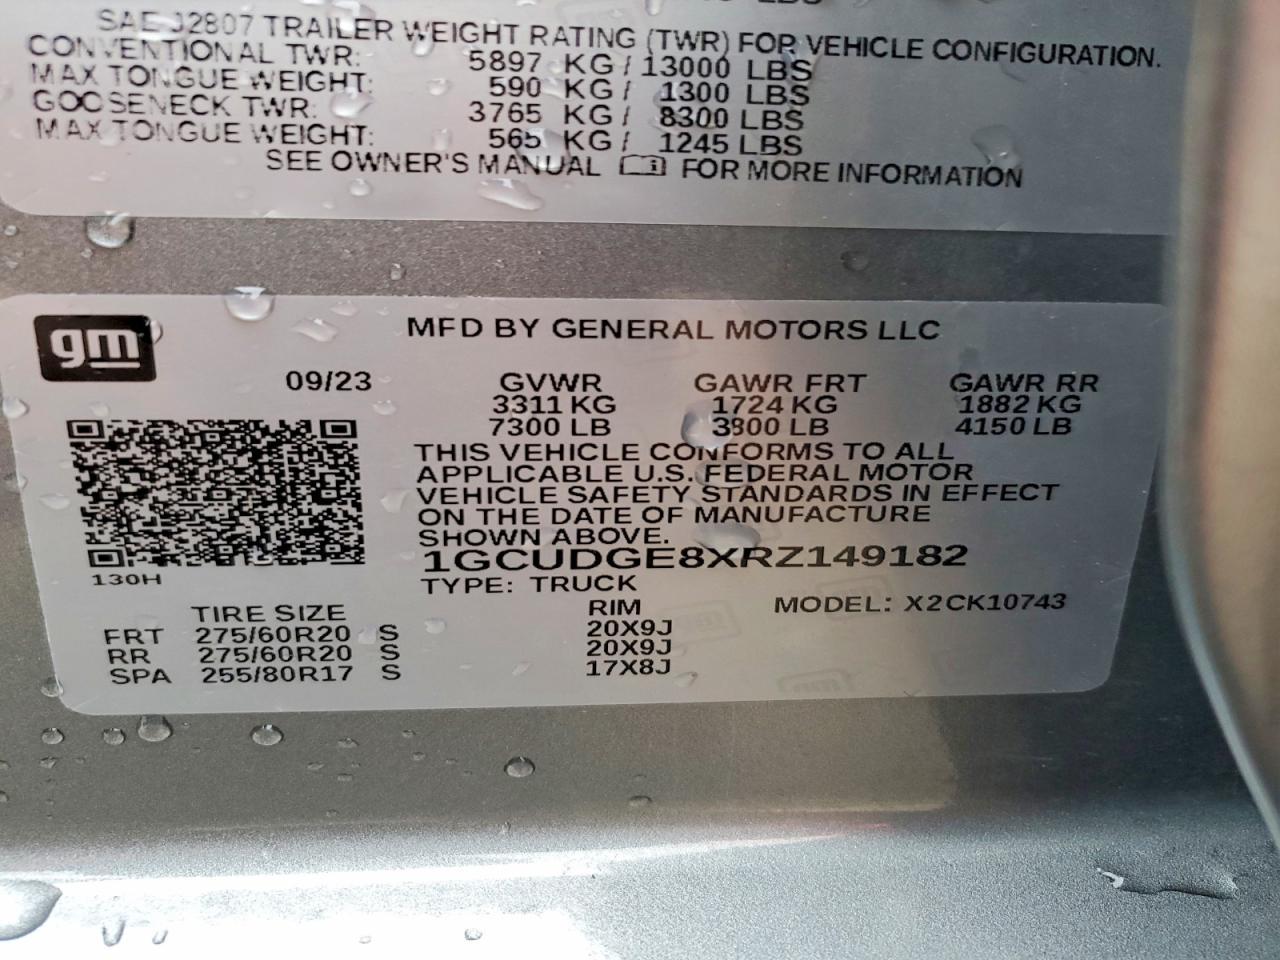 LBS
SAE J2807 TRAILER WEIGHT RATING (TWR) FOR VEHICLE CONFIGURATION.
CONVENTIONAL TWR: 5897 KG / 13000 LBS
MAX TONGUE WEIGHT: 590 KG / 1300 LBS
GOOSENECK TWR: 3765 KG / 8300 LBS
MAX TONGUE WEIGHT: 565 KG / 1245 LBS
SEE OWNER'S MANUAL FOR MORE INFORMATION
gm
MFD BY GENERAL MOTORS LLC
09/23 GVWR GAWR FRT GAWR RR
3311 KG 1724 KG 1882 KG
7300 LB 3800 LB 4150 LB
THIS VEHICLE CONFORMS TO ALL
APPLICABLE U.S. FEDERAL MOTOR
VEHICLE SAFETY STANDARDS IN EFFECT
ON THE DATE OF MANUFACTURE
SHOWN ABOVE.
1GCUDGE8XRZ149182
130H
TYPE: TRUCK
TIRE SIZE RIM MODEL: X2CK10743
FRT 275/60R20 S 20X9J
RR 275/60R20 S 20X9J
SPA 255/80R17 S 17X8J